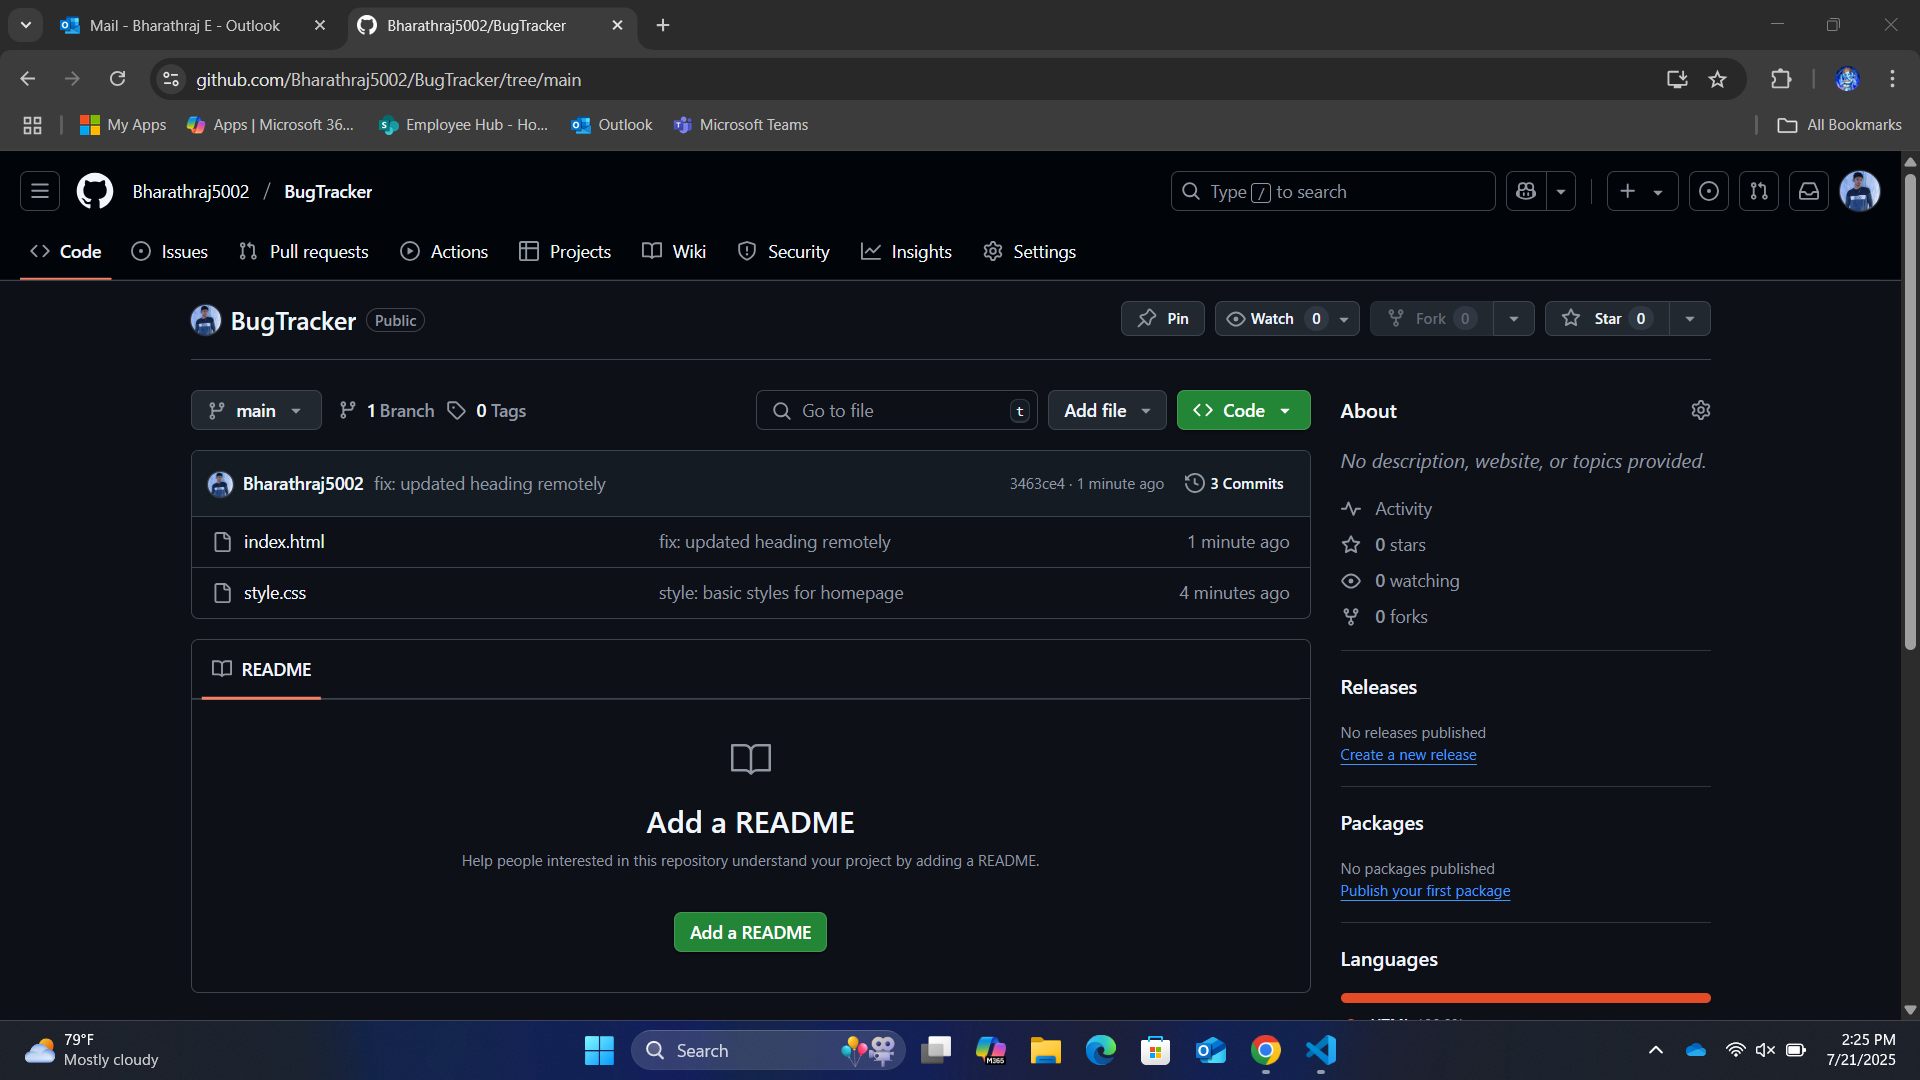 Mail - Bharathraj E - Outlook
Bharathraj5002/BugTracker
github.com/Bharathraj5002/BugTracker/tree/main
My Apps
Apps | Microsoft 36...
Employee Hub - Ho...
Outlook
Microsoft Teams
All Bookmarks
Bharathraj5002 / BugTracker
Type / to search
Code
Issues
Pull requests
Actions
Projects
Wiki
Security
Insights
Settings
BugTracker
Public
Pin
Watch 0
Fork 0
Star 0
main
1 Branch
0 Tags
Go to file
t
Add file
Code
Bharathraj5002 fix: updated heading remotely
3463ce4 · 1 minute ago
3 Commits
index.html
fix: updated heading remotely
1 minute ago
style.css
style: basic styles for homepage
4 minutes ago
README
Add a README
Help people interested in this repository understand your project by adding a README.
Add a README
About
No description, website, or topics provided.
Activity
0 stars
0 watching
0 forks
Releases
No releases published
Create a new release
Packages
No packages published
Publish your first package
Languages
79°F
Mostly cloudy
Search
M365
2:25 PM
7/21/2025